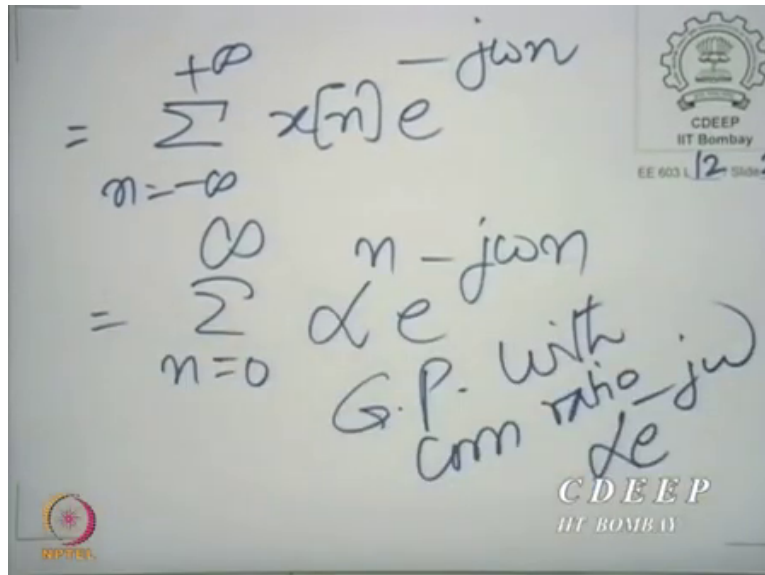 +∞
= Σ x[n] e^{-jωn}
n=-∞
∞
= Σ α^n e^{-jωn}
n=0
G.P. with
com ratio αe^{-jω}
CDEEP
IIT Bombay
EE 603 L 12 Slide
CDEEP
IIT BOMBAY
NPTEL